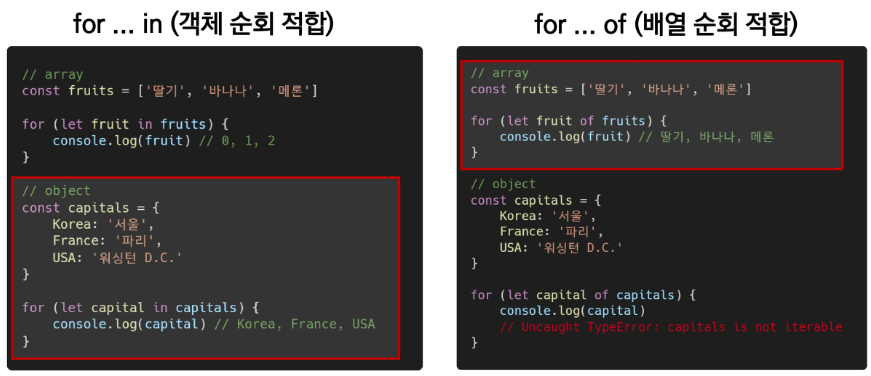 for ... in (객체 순회 적합)
// array
const fruits = ['딸기', '바나나', '메론']
for (let fruit in fruits) {
console.log(fruit) // 0, 1, 2
}
// object
const capitals = {
Korea: '서울',
France: '파리',
USA: '워싱턴 D.C.'
}
for (let capital in capitals) {
console.log(capital) // Korea, France, USA
}
for ... of (배열 순회 적합)
// array
const fruits = ['딸기', '바나나', '메론']
for (let fruit of fruits) {
console.log(fruit) // 딸기, 바나나, 메론
}
// object
const capitals = {
Korea: '서울',
France: '파리',
USA: '워싱턴 D.C.'
}
for (let capital of capitals) {
console.log(capital)
// Uncaught TypeError: capitals is not iterable
}